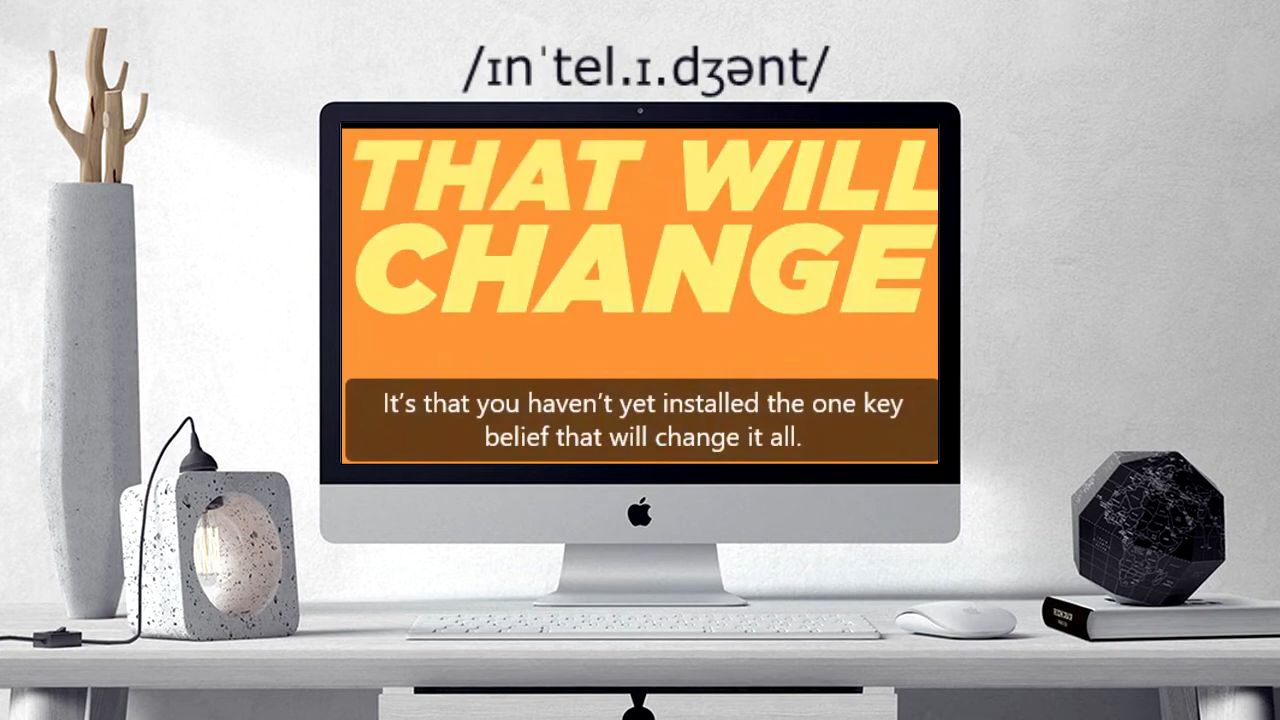 /ɪnˈtel.ɪ.dʒənt/
THAT WILL
CHANGE
It's that you haven't yet installed the one key
belief that will change it all.